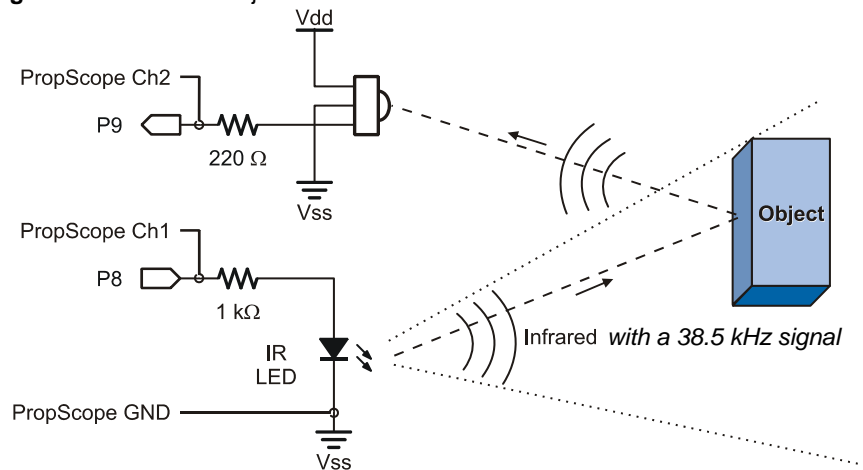 Vdd
PropScope Ch2
P9
220 Ω
Vss
PropScope Ch1
P8
1 kΩ
IR
LED
PropScope GND
Vss
Object
Infrared with a 38.5 kHz signal